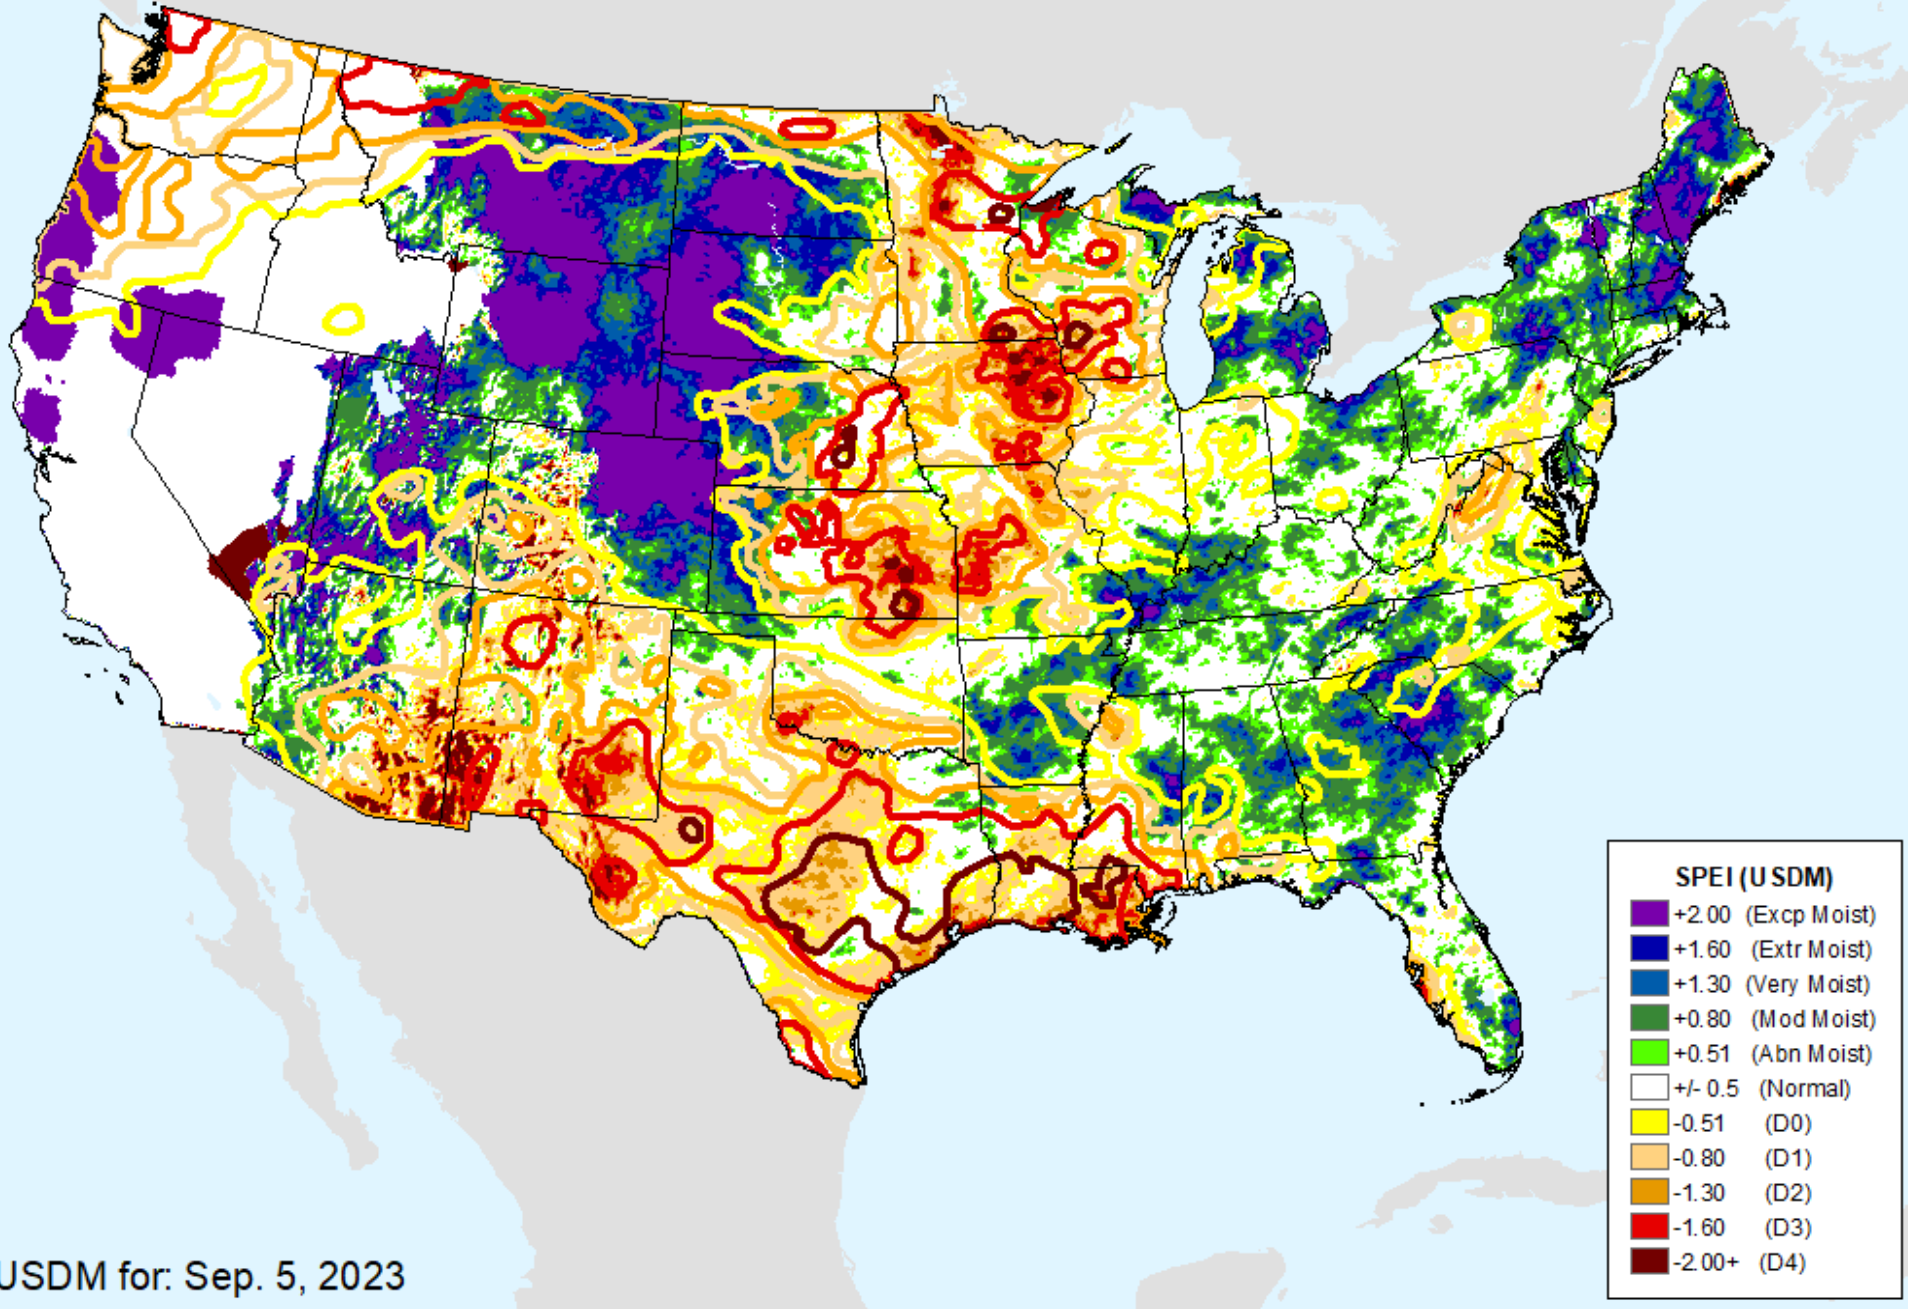 SPEI (USDM)
+2.00 (Excp Moist)
+1.60 (Extr Moist)
+1.30 (Very Moist)
+0.80 (Mod Moist)
+0.51 (Abn Moist)
+/- 0.5 (Normal)
-0.51 (D0)
-0.80 (D1)
-1.30 (D2)
-1.60 (D3)
-2.00+ (D4)
USDM for: Sep. 5, 2023